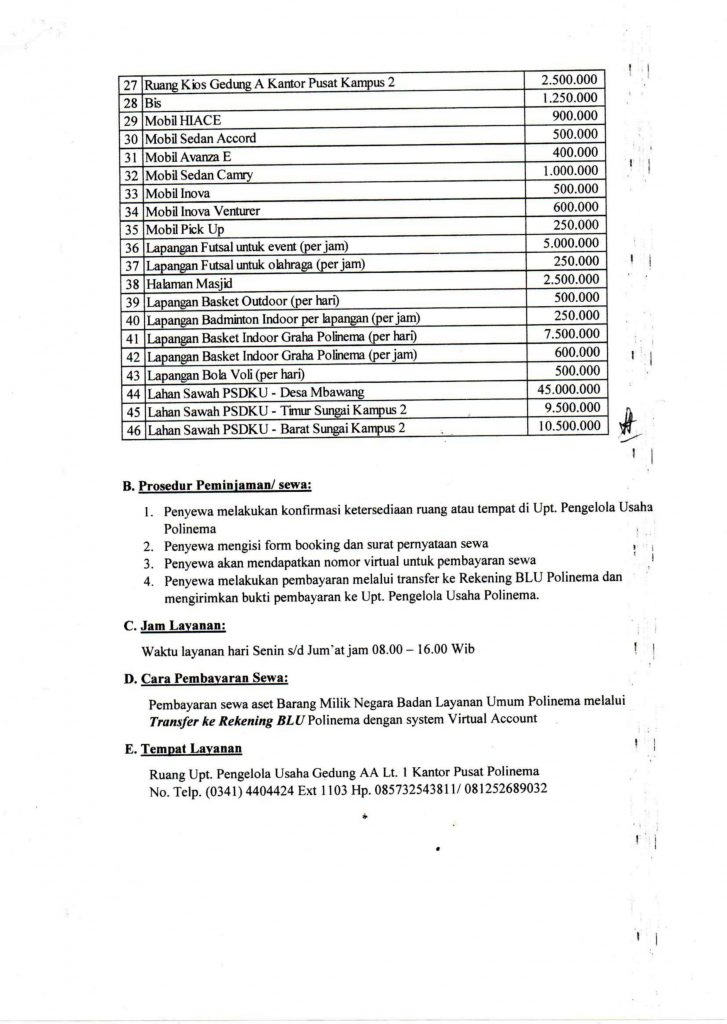 27 Ruang Kios Gedung A Kantor Pusat Kampus 2 2.500.000
28 Bis 1.250.000
29 Mobil HIACE 900.000
30 Mobil Sedan Accord 500.000
31 Mobil Avanza E 400.000
32 Mobil Sedan Camry 1.000.000
33 Mobil Inova 500.000
34 Mobil Inova Venturer 600.000
35 Mobil Pick Up 250.000
36 Lapangan Futsal untuk event (per jam) 5.000.000
37 Lapangan Futsal untuk olahraga (per jam) 250.000
38 Halaman Masjid 2.500.000
39 Lapangan Basket Outdoor (per hari) 500.000
40 Lapangan Badminton Indoor per lapangan (per jam) 250.000
41 Lapangan Basket Indoor Graha Polinema (per hari) 7.500.000
42 Lapangan Basket Indoor Graha Polinema (per jam) 600.000
43 Lapangan Bola Voli (per hari) 500.000
44 Lahan Sawah PSDKU - Desa Mbawang 45.000.000
45 Lahan Sawah PSDKU - Timur Sungai Kampus 2 9.500.000
46 Lahan Sawah PSDKU - Barat Sungai Kampus 2 10.500.000
B. Prosedur Peminjaman/ sewa:
1. Penyewa melakukan konfirmasi ketersediaan ruang atau tempat di Upt. Pengelola Usaha
Polinema
2. Penyewa mengisi form booking dan surat pernyataan sewa
3. Penyewa akan mendapatkan nomor virtual untuk pembayaran sewa
4. Penyewa melakukan pembayaran melalui transfer ke Rekening BLU Polinema dan
mengirimkan bukti pembayaran ke Upt. Pengelola Usaha Polinema.
C. Jam Layanan:
Waktu layanan hari Senin s/d Jum'at jam 08.00 – 16.00 Wib
D. Cara Pembayaran Sewa:
Pembayaran sewa aset Barang Milik Negara Badan Layanan Umum Polinema melalui
Transfer ke Rekening BLU Polinema dengan system Virtual Account
E. Tempat Layanan
Ruang Upt. Pengelola Usaha Gedung AA Lt. 1 Kantor Pusat Polinema
No. Telp. (0341) 4404424 Ext 1103 Hp. 085732543811/ 081252689032